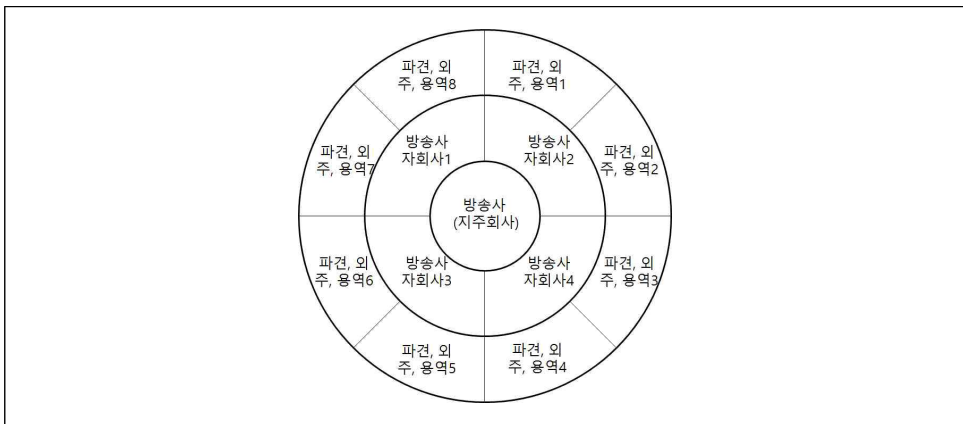 파견, 외
주, 용역8
파견, 외
주, 용역1
파견, 외
주, 용역7
방송사
자회사1
방송사
자회사2
파견, 외
주, 용역2
방송사
(지주회사)
파견, 외
주, 용역6
방송사
자회사3
방송사
자회사4
파견, 외
주, 용역3
파견, 외
주, 용역5
파견, 외
주, 용역4